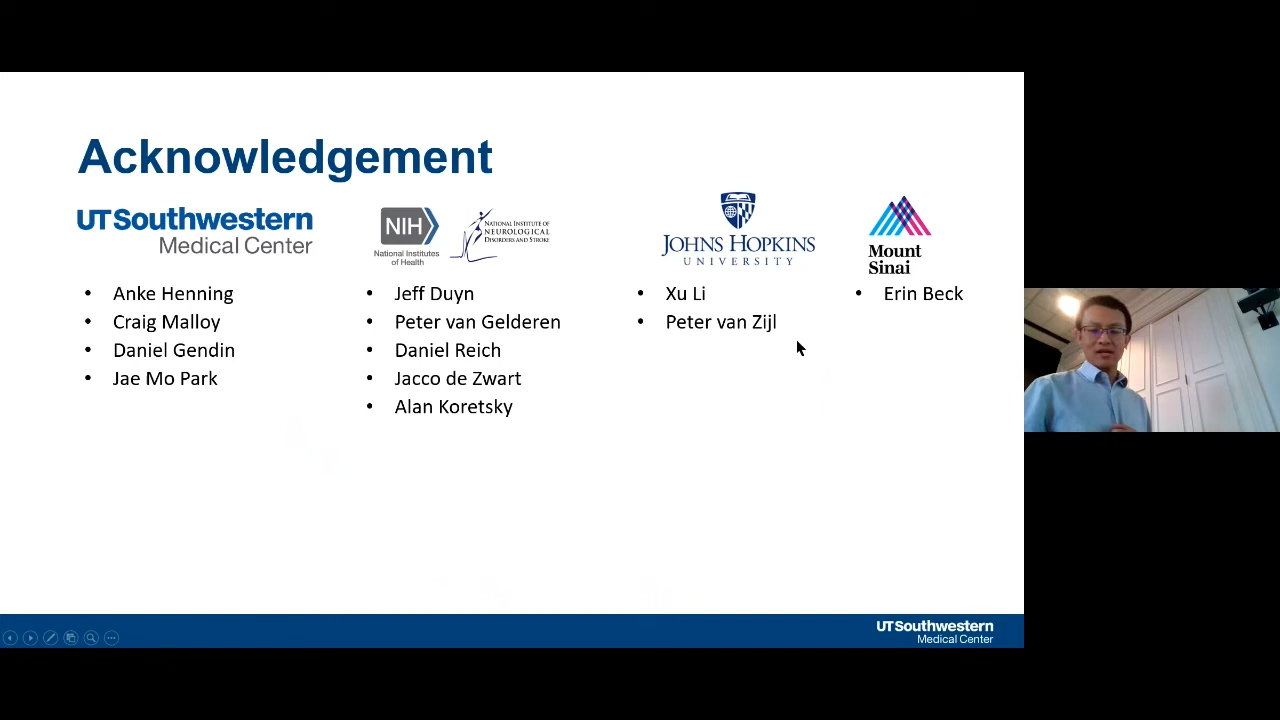 Acknowledgement
UTSouthwestern
Medical Center
• Anke Henning
• Craig Malloy
• Daniel Gendin
• Jae Mo Park
NIH
National Institutes
of Health
NATIONAL INSTITUTE OF
NEUROLOGICAL
DISORDERS AND STROKE
• Jeff Duyn
• Peter van Gelderen
• Daniel Reich
• Jacco de Zwart
• Alan Koretsky
JOHNS HOPKINS
UNIVERSITY
• Xu Li
• Peter van Zijl
Mount
Sinai
• Erin Beck
UTSouthwestern
Medical Center